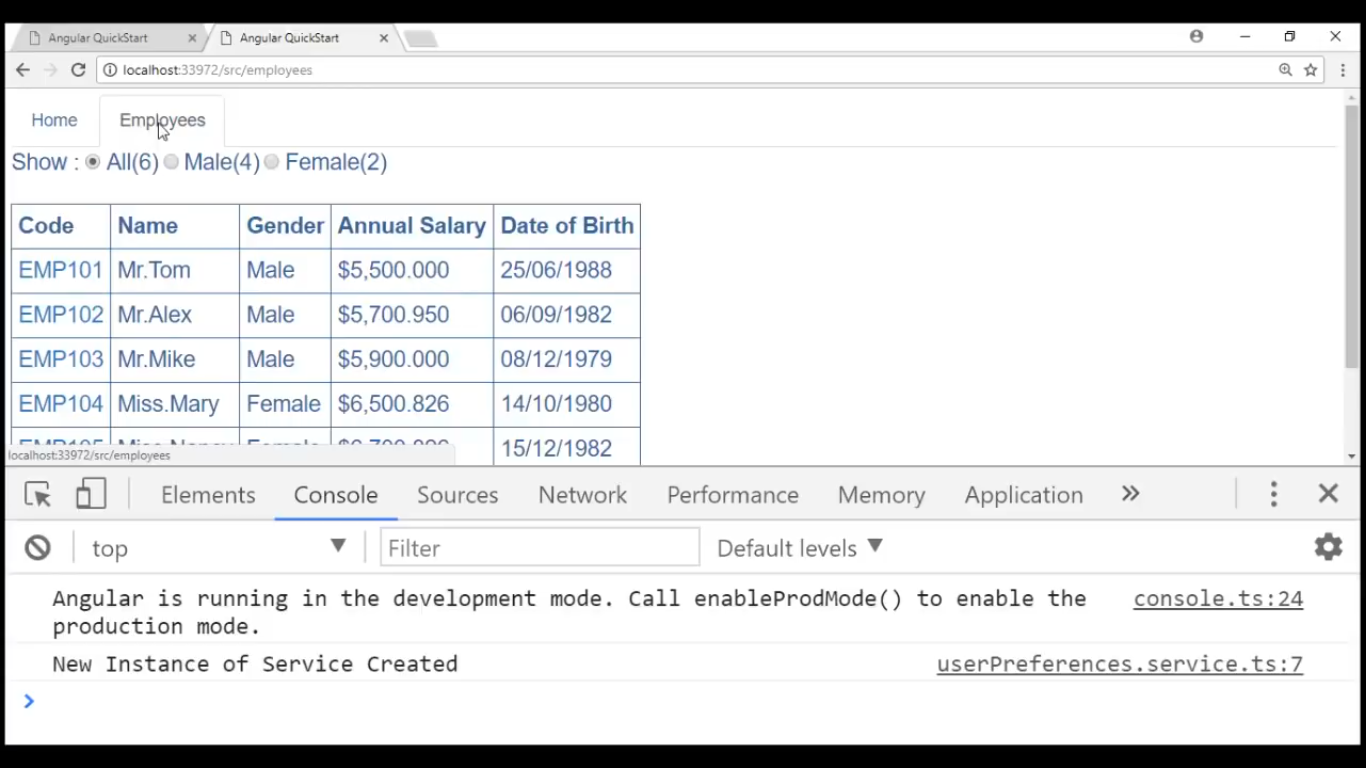 Angular QuickStart Angular QuickStart
localhost:33972/src/employees
Home Employees
Show : All(6) Male(4) Female(2)
Code Name Gender Annual Salary Date of Birth
EMP101 Mr.Tom Male $5,500.000 25/06/1988
EMP102 Mr.Alex Male $5,700.950 06/09/1982
EMP103 Mr.Mike Male $5,900.000 08/12/1979
EMP104 Miss.Mary Female $6,500.826 14/10/1980
15/12/1982
localhost:33972/src/employees
Elements Console Sources Network Performance Memory Application
top Filter Default levels
Angular is running in the development mode. Call enableProdMode() to enable the console.ts:24
production mode.
New Instance of Service Created userPreferences.service.ts:7